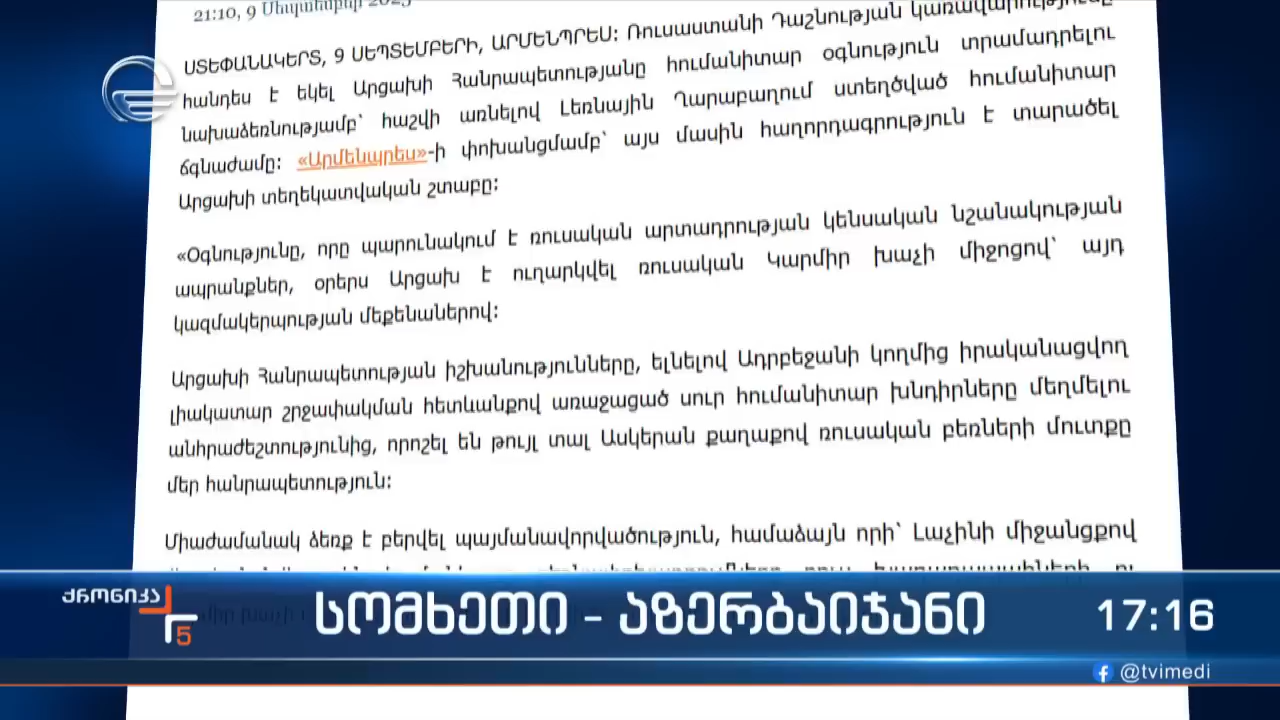 21:10, 9 Սեպտեմբեր 2023
ՍՏԵՓԱՆԱԿԵՐՏ, 9 ՍԵՊՏԵՄԲԵՐԻ, ԱՐՄԵՆՊՐԵՍ: Ռուսաստանի Դաշնության կառավարությունը
հանդես է եկել Արցախի Հանրապետությանը հումանիտար օգնություն տրամադրելու
նախաձեռնությամբ՝ հաշվի առնելով Լեռնային Ղարաբաղում ստեղծված հումանիտար
ճգնաժամը: «Արմենպրես»-ի փոխանցմամբ՝ այս մասին հաղորդագրություն է տարածել
Արցախի տեղեկատվական շտաբը:
«Օգնությունը, որը պարունակում է ռուսական արտադրության կենսական նշանակության
ապրանքներ, օրերս Արցախ է ուղարկվել ռուսական Կարմիր խաչի միջոցով՝ այդ
կազմակերպության մեքենաներով:
Արցախի Հանրապետության իշխանությունները, ելնելով Ադրբեջանի կողմից իրականացվող
լիակատար շրջափակման հետևանքով առաջացած սուր հումանիտար խնդիրները մեղմելու
անհրաժեշտությունից, որոշել են թույլ տալ Ասկերան քաղաքով ռուսական բեռների մուտքը
մեր հանրապետություն:
Միաժամանակ ձեռք է բերվել պայմանավորվածություն, համաձայն որի՝ Լաչինի միջանցքով
ქრონიკა
5
სომხეთი - აზერბაიჯანი
17:16
@tvimedi